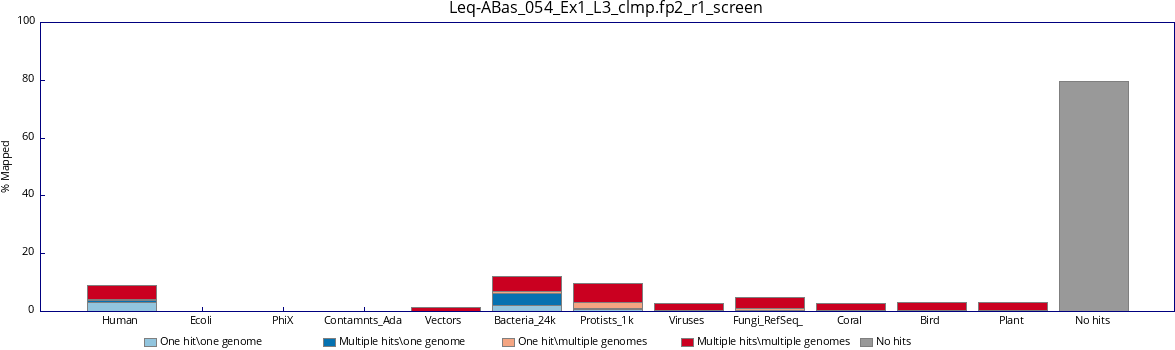 Leq-ABas_054_Ex1_L3_clmp.fp2_r1_screen
100
80
60
40
20
0
% Mapped
Human Ecoli PhiX Contamnts_Ada Vectors Bacteria_24k Protists_1k Viruses Fungi_RefSeq_ Coral Bird Plant No hits
One hit\one genome Multiple hits\one genome One hit\multiple genomes Multiple hits\multiple genomes No hits